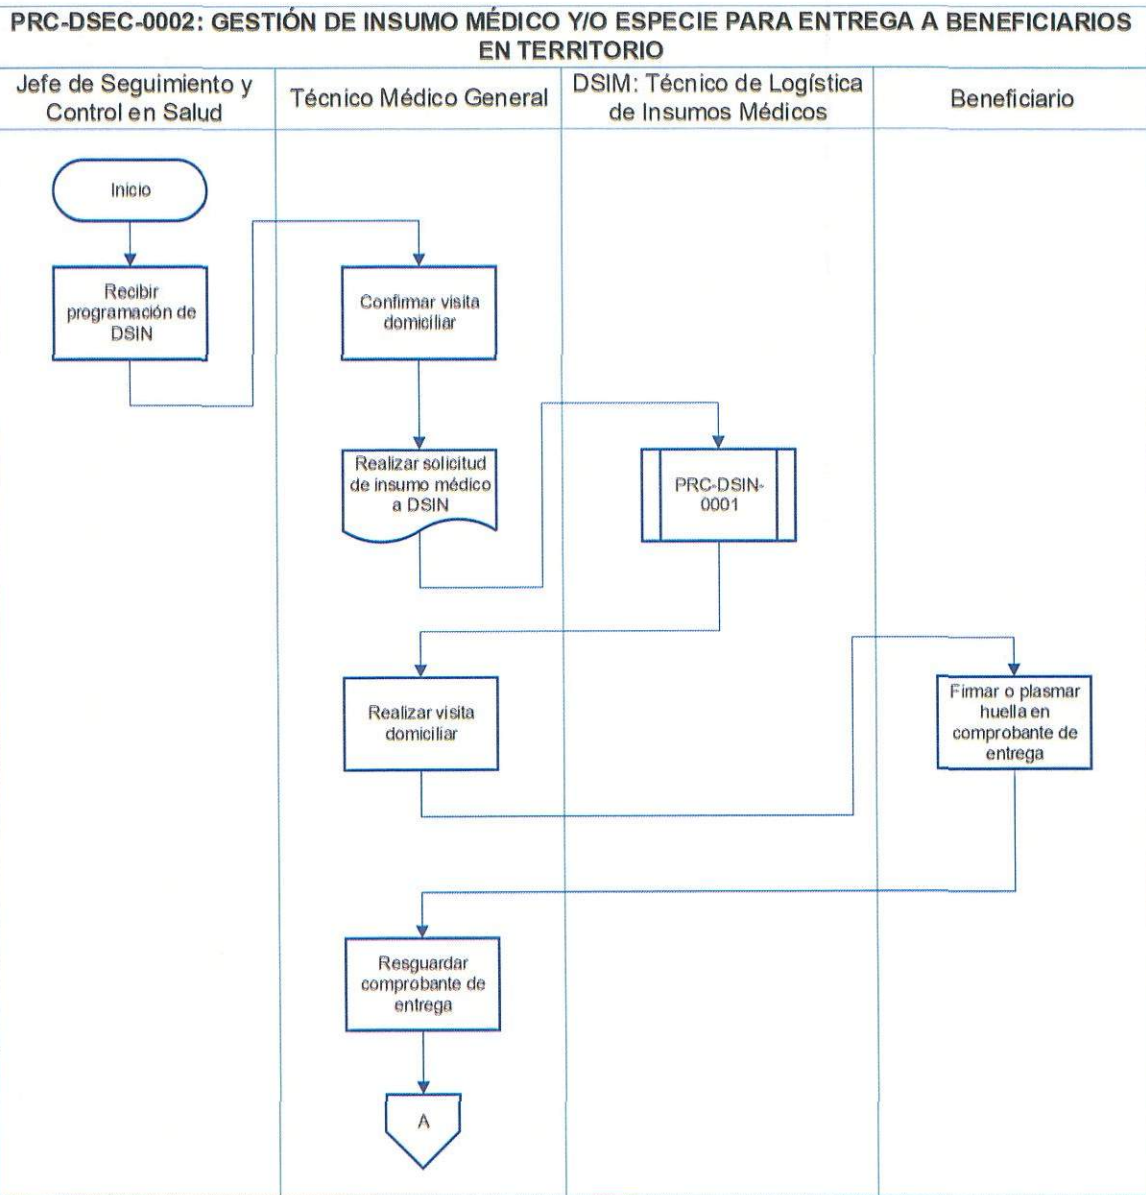 PRC-DSEC-0002: GESTIÓN DE INSUMO MÉDICO Y/O ESPECIE PARA ENTREGA A BENEFICIARIOS
EN TERRITORIO
Jefe de Seguimiento y
Control en Salud
Técnico Médico General
DSIM: Técnico de Logística
de Insumos Médicos
Beneficiario
Inicio
Recibir
programación de
DSIN
Confirmar visita
domiciliar
Realizar solicitud
de insumo médico
a DSIN
PRC-DSIN-
0001
Realizar visita
domiciliar
Firmar o plasmar
huella en
comprobante de
entrega
Resguardar
comprobante de
entrega
A